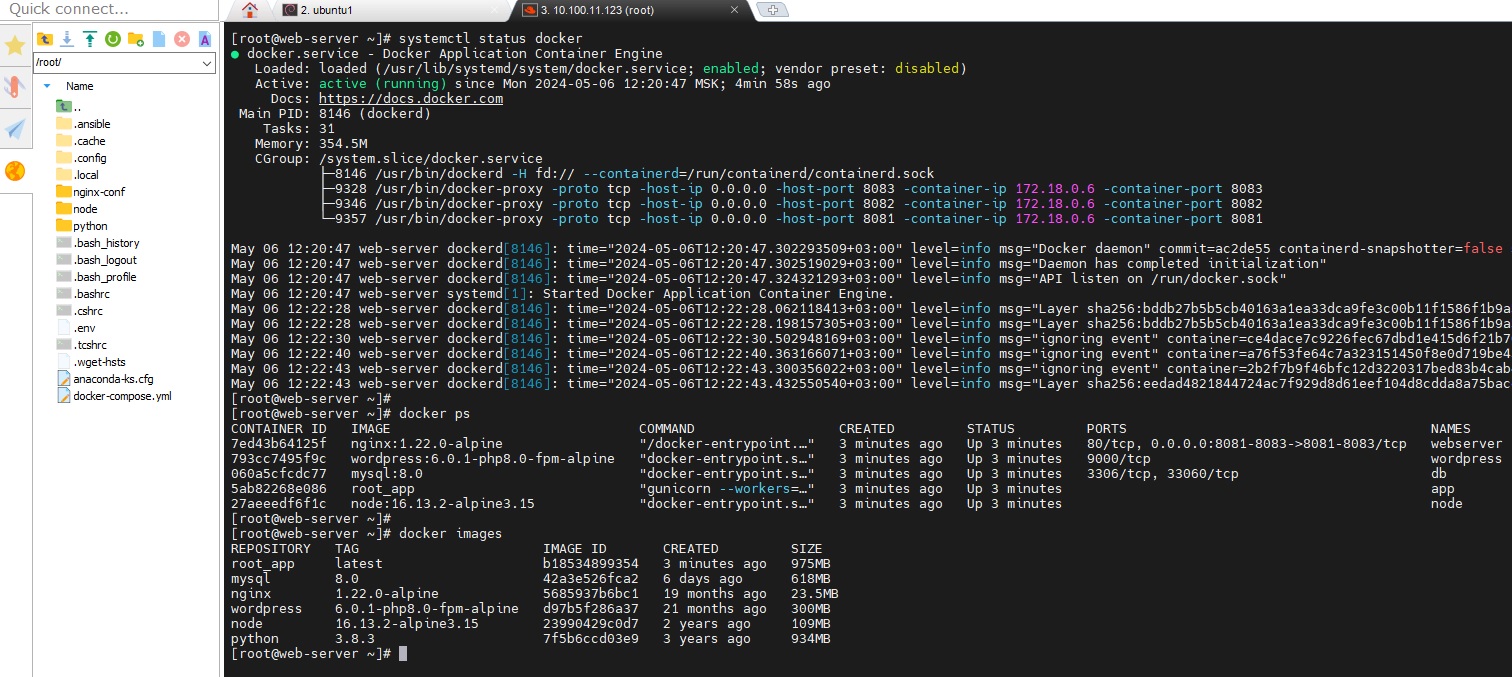 Quick connect...
2. ubuntu1
3. 10.100.11.123 (root)
/root/
Name
..
.ansible
.cache
.config
.local
nginx-conf
node
python
.bash_history
.bash_logout
.bash_profile
.bashrc
.cshrc
.env
.tcshrc
.wget-hsts
anaconda-ks.cfg
docker-compose.yml
[root@web-server ~]# systemctl status docker
● docker.service - Docker Application Container Engine
Loaded: loaded (/usr/lib/systemd/system/docker.service; enabled; vendor preset: disabled)
Active: active (running) since Mon 2024-05-06 12:20:47 MSK; 4min 58s ago
Docs: https://docs.docker.com
Main PID: 8146 (dockerd)
Tasks: 31
Memory: 354.5M
CGroup: /system.slice/docker.service
├─8146 /usr/bin/dockerd -H fd:// --containerd=/run/containerd/containerd.sock
├─9328 /usr/bin/docker-proxy -proto tcp -host-ip 0.0.0.0 -host-port 8083 -container-ip 172.18.0.6 -container-port 8083
├─9346 /usr/bin/docker-proxy -proto tcp -host-ip 0.0.0.0 -host-port 8082 -container-ip 172.18.0.6 -container-port 8082
└─9357 /usr/bin/docker-proxy -proto tcp -host-ip 0.0.0.0 -host-port 8081 -container-ip 172.18.0.6 -container-port 8081
May 06 12:20:47 web-server dockerd[8146]: time="2024-05-06T12:20:47.302293509+03:00" level=info msg="Docker daemon" commit=ac2de55 containerd-snapshotter=false
May 06 12:20:47 web-server dockerd[8146]: time="2024-05-06T12:20:47.302519029+03:00" level=info msg="Daemon has completed initialization"
May 06 12:20:47 web-server dockerd[8146]: time="2024-05-06T12:20:47.324321293+03:00" level=info msg="API listen on /run/docker.sock"
May 06 12:20:47 web-server systemd[1]: Started Docker Application Container Engine.
May 06 12:22:28 web-server dockerd[8146]: time="2024-05-06T12:22:28.062118413+03:00" level=info msg="Layer sha256:bddb27b5b5cb40163a1ea33dca9fe3c00b11f1586f1b9a
May 06 12:22:28 web-server dockerd[8146]: time="2024-05-06T12:22:28.198157305+03:00" level=info msg="Layer sha256:bddb27b5b5cb40163a1ea33dca9fe3c00b11f1586f1b9a
May 06 12:22:30 web-server dockerd[8146]: time="2024-05-06T12:22:30.502948169+03:00" level=info msg="ignoring event" container=ce4dace7c9226fec67dbd1e415d6f21b7
May 06 12:22:40 web-server dockerd[8146]: time="2024-05-06T12:22:40.363166071+03:00" level=info msg="ignoring event" container=a76f53fe64c7a323151450f8e0d719be4
May 06 12:22:43 web-server dockerd[8146]: time="2024-05-06T12:22:43.300356022+03:00" level=info msg="ignoring event" container=2b2f7b9f46bfc12d3220317bed83b4cab
May 06 12:22:43 web-server dockerd[8146]: time="2024-05-06T12:22:43.432550540+03:00" level=info msg="Layer sha256:eedad4821844724ac7f929d8d61eef104d8cdda8a75bac
[root@web-server ~]#
[root@web-server ~]# docker ps
CONTAINER ID IMAGE COMMAND CREATED STATUS PORTS NAMES
7ed43b64125f nginx:1.22.0-alpine "/docker-entrypoint.…" 3 minutes ago Up 3 minutes 80/tcp, 0.0.0.0:8081-8083->8081-8083/tcp webserver
793cc7495f9c wordpress:6.0.1-php8.0-fpm-alpine "docker-entrypoint.s…" 3 minutes ago Up 3 minutes 9000/tcp wordpress
060a5cfcdc77 mysql:8.0 "docker-entrypoint.s…" 3 minutes ago Up 3 minutes 3306/tcp, 33060/tcp db
5ab82268e086 root_app "gunicorn --workers=…" 3 minutes ago Up 3 minutes app
27aeeedf6f1c node:16.13.2-alpine3.15 "docker-entrypoint.s…" 3 minutes ago Up 3 minutes node
[root@web-server ~]#
[root@web-server ~]# docker images
REPOSITORY TAG IMAGE ID CREATED SIZE
root_app latest b18534899354 3 minutes ago 975MB
mysql 8.0 42a3e526fca2 6 days ago 618MB
nginx 1.22.0-alpine 5685937b6bc1 19 months ago 23.5MB
wordpress 6.0.1-php8.0-fpm-alpine d97b5f286a37 21 months ago 300MB
node 16.13.2-alpine3.15 23990429c0d7 2 years ago 109MB
python 3.8.3 7f5b6ccd03e9 3 years ago 934MB
[root@web-server ~]#